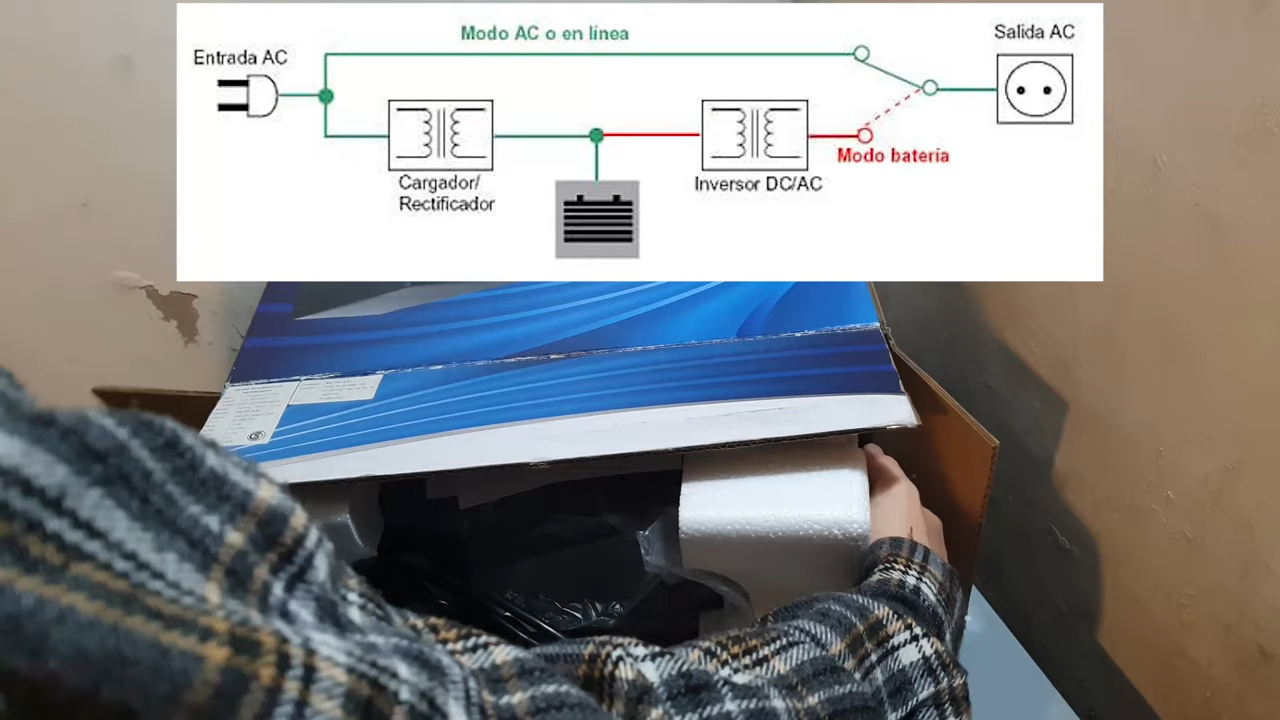 Modo AC o en línea
Salida AC
Entrada AC
Modo batería
Cargador/
Rectificador
Inversor DC/AC